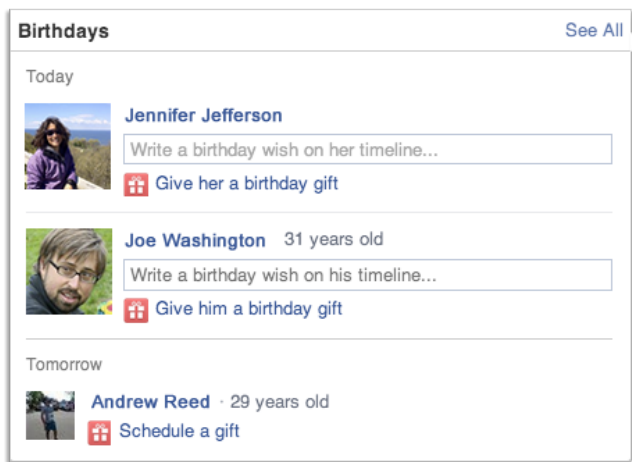 Birthdays See All
Today
Jennifer Jefferson
Write a birthday wish on her timeline...
Give her a birthday gift
Joe Washington 31 years old
Write a birthday wish on his timeline...
Give him a birthday gift
Tomorrow
Andrew Reed · 29 years old
Schedule a gift